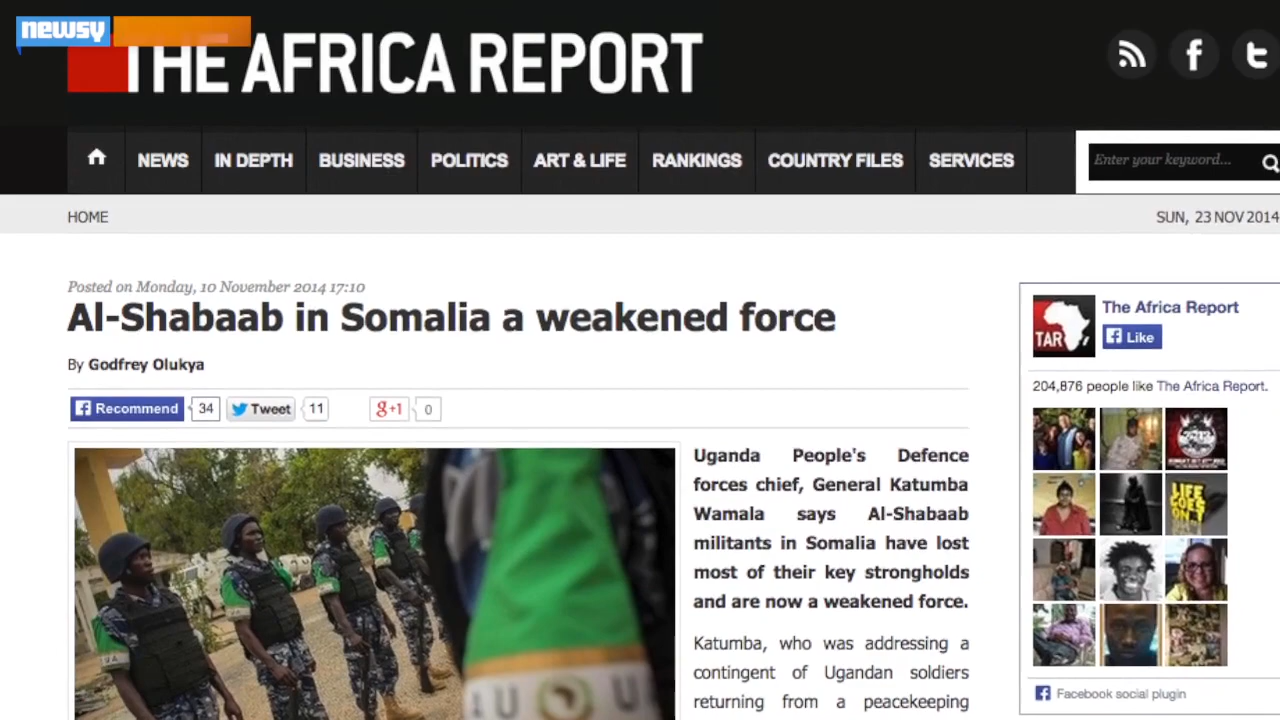 newsy
THE AFRICA REPORT
NEWS IN DEPTH BUSINESS POLITICS ART & LIFE RANKINGS COUNTRY FILES SERVICES
Enter your keyword...
HOME
SUN, 23 NOV 2014
Posted on Monday, 10 November 2014 17:10
Al-Shabaab in Somalia a weakened force
By Godfrey Olukya
Recommend 34 Tweet 11 g+1 0
Uganda People's Defence
forces chief, General Katumba
Wamala says Al-Shabaab
militants in Somalia have lost
most of their key strongholds
and are now a weakened force.
Katumba, who was addressing a
contingent of Ugandan soldiers
returning from a peacekeeping
TAR
The Africa Report
Like
204,876 people like The Africa Report.
LIFE
GOES
ON
Facebook social plugin
AU U